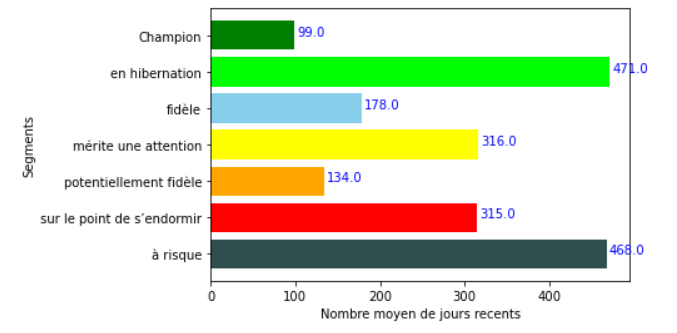 Champion
99.0
en hibernation
471.0
fidèle
178.0
mérite une attention
316.0
potentiellement fidèle
134.0
sur le point de s’endormir
315.0
à risque
468.0
Segments
0 100 200 300 400
Nombre moyen de jours recents